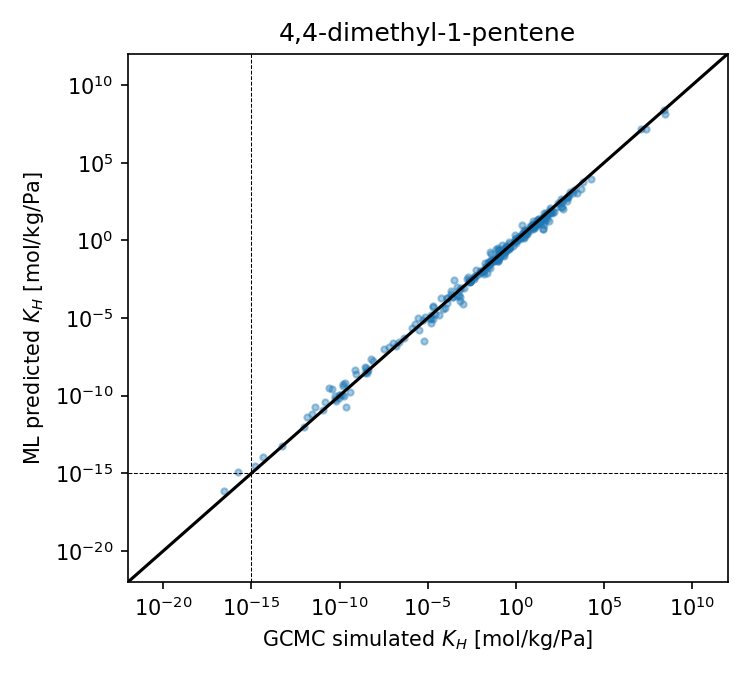 4,4-dimethyl-1-pentene
ML predicted K_H [mol/kg/Pa]
10^10
10^5
10^0
10^−5
10^−10
10^−15
10^−20
10^−20 10^−15 10^−10 10^−5 10^0 10^5 10^10
GCMC simulated K_H [mol/kg/Pa]